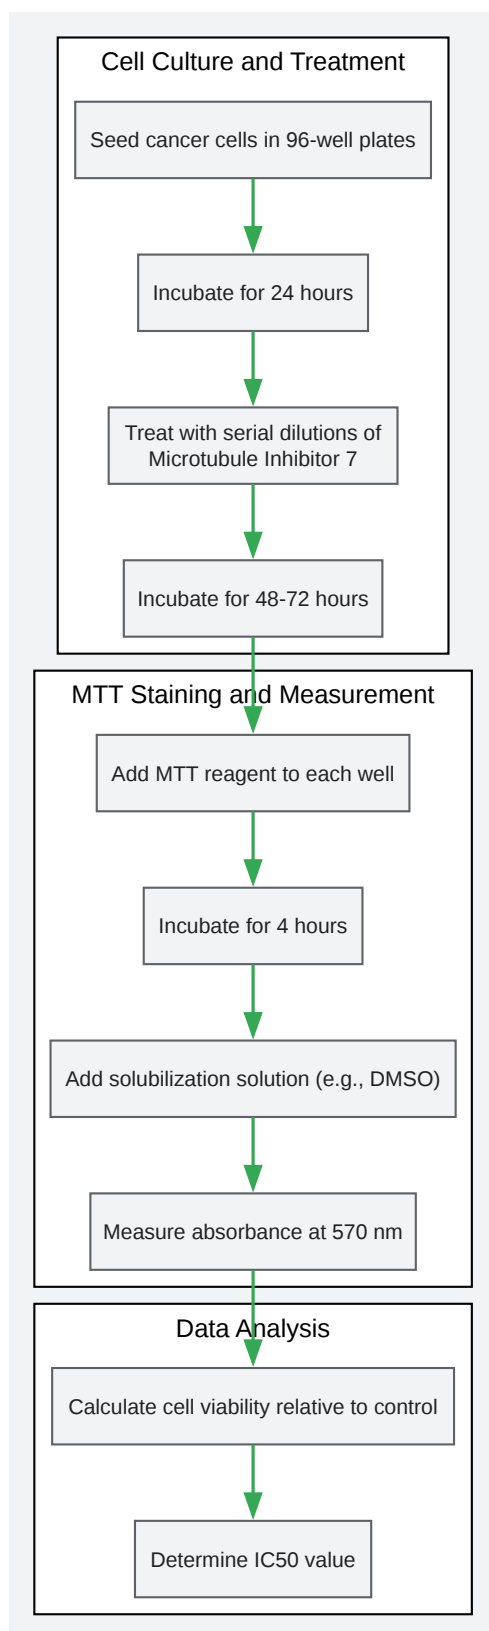 Cell Culture and Treatment
Seed cancer cells in 96-well plates
Incubate for 24 hours
Treat with serial dilutions of
Microtubule Inhibitor 7
Incubate for 48-72 hours
MTT Staining and Measurement
Add MTT reagent to each well
Incubate for 4 hours
Add solubilization solution (e.g., DMSO)
Measure absorbance at 570 nm
Data Analysis
Calculate cell viability relative to control
Determine IC50 value